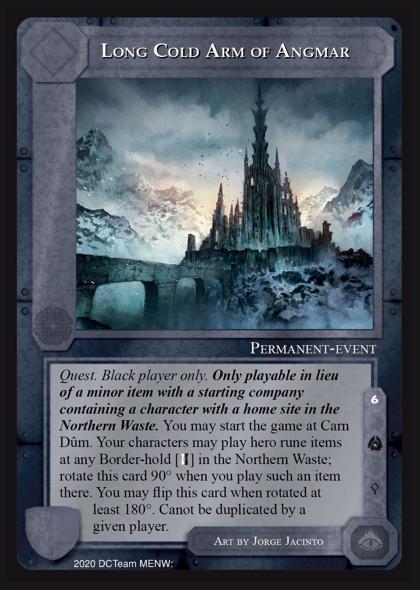 Long Cold Arm of Angmar
Permanent-event
Quest. Black player only. Only playable in lieu
of a minor item with a starting company
containing a character with a home site in the
Northern Waste. You may start the game at Carn
Dûm. Your characters may play hero rune items
at any Border-hold [] in the Northern Waste;
rotate this card 90° when you play such an item
there. You may flip this card when rotated at
least 180°. Canot be duplicated by a
given player.
6
Art by Jorge Jacinto
2020 DCTeam MENW: